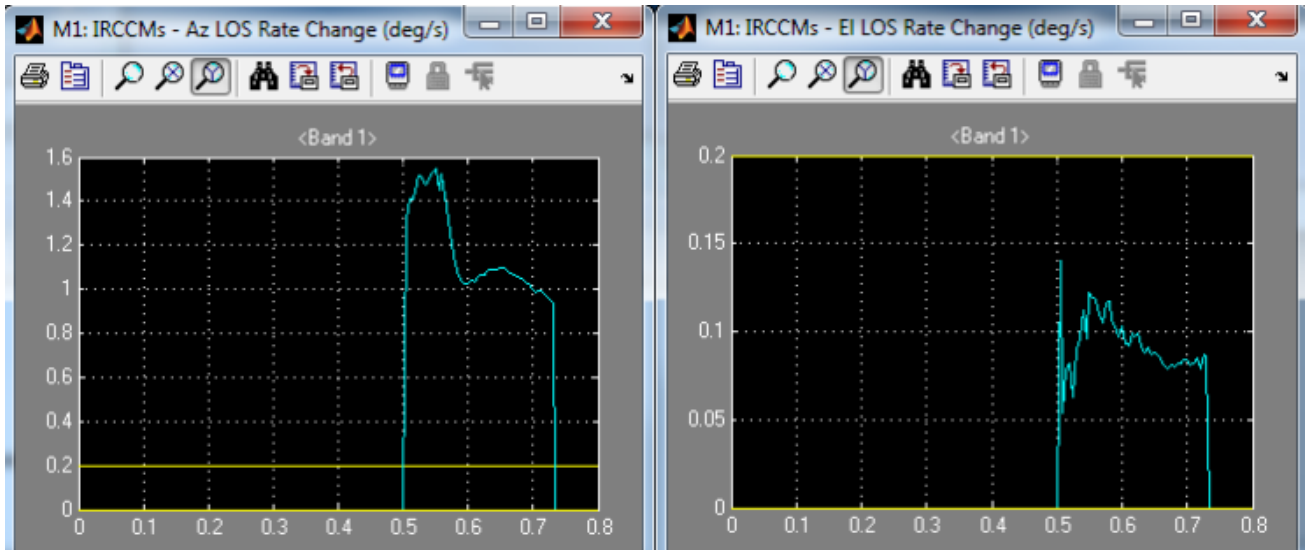 M1: IRCCMs - Az LOS Rate Change (deg/s)
<Band 1>
1.6
1.4
1.2
1
0.8
0.6
0.4
0.2
0
0 0.1 0.2 0.3 0.4 0.5 0.6 0.7 0.8
M1: IRCCMs - El LOS Rate Change (deg/s)
<Band 1>
0.2
0.15
0.1
0.05
0
0 0.1 0.2 0.3 0.4 0.5 0.6 0.7 0.8